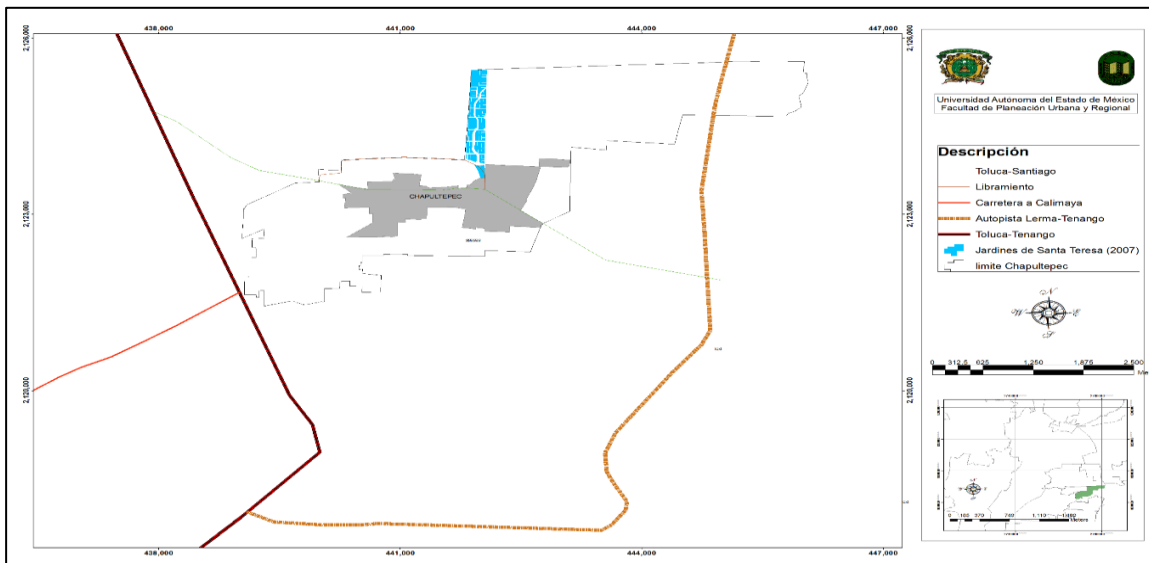 438,000 441,000 444,000 447,000
2,126,000
2,126,000
2,123,000
2,123,000
2,120,000
2,120,000
CHAPULTEPEC
438,000 441,000 444,000 447,000
Universidad Autónoma del Estado de México
Facultad de Planeación Urbana y Regional
Descripción
Toluca-Santiago
Libramiento
Carretera a Calimaya
Autopista Lerma-Tenango
Toluca-Tenango
Jardines de Santa Teresa (2007)
limite Chapultepec
N
W E
S
0 312.5 625 1,250 1,875 2,500
Me
Meters